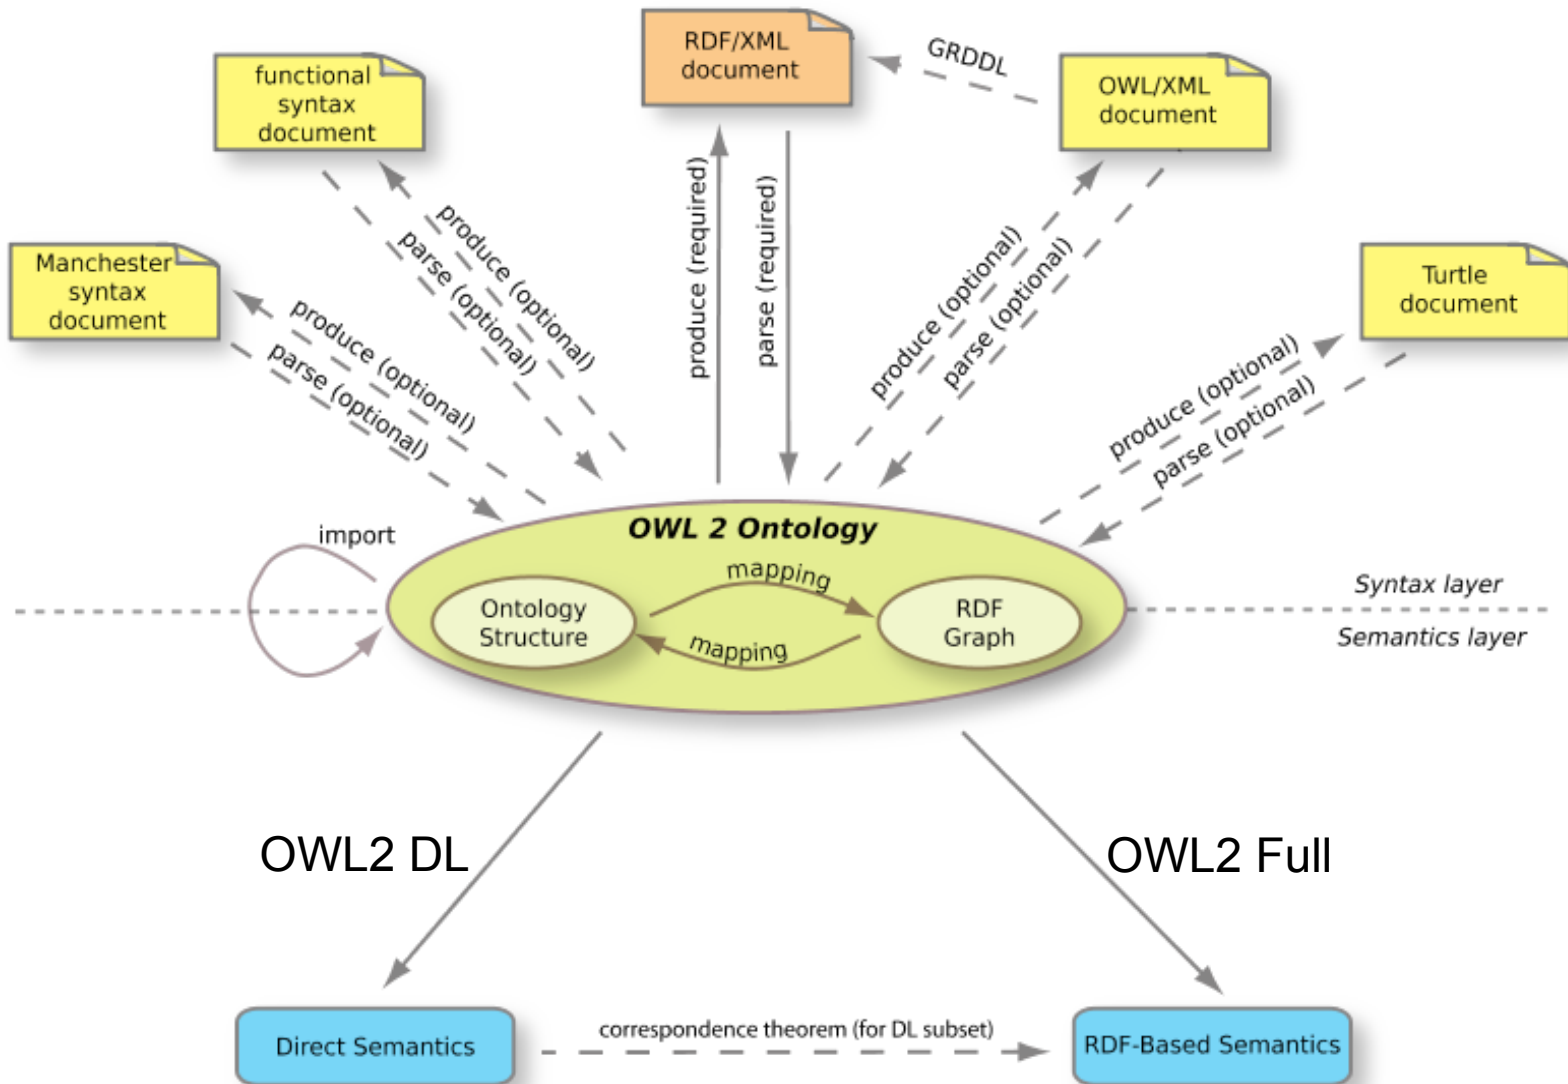 RDF/XML
document
GRDDL
functional
syntax
document
OWL/XML
document
Manchester
syntax
document
Turtle
document
produce (optional)
parse (optional)
produce (optional)
parse (optional)
produce (required)
parse (required)
produce (optional)
parse (optional)
produce (optional)
parse (optional)
import
OWL 2 Ontology
mapping
Ontology
Structure
RDF
Graph
mapping
Syntax layer
Semantics layer
OWL2 DL
OWL2 Full
Direct Semantics
correspondence theorem (for DL subset)
RDF-Based Semantics